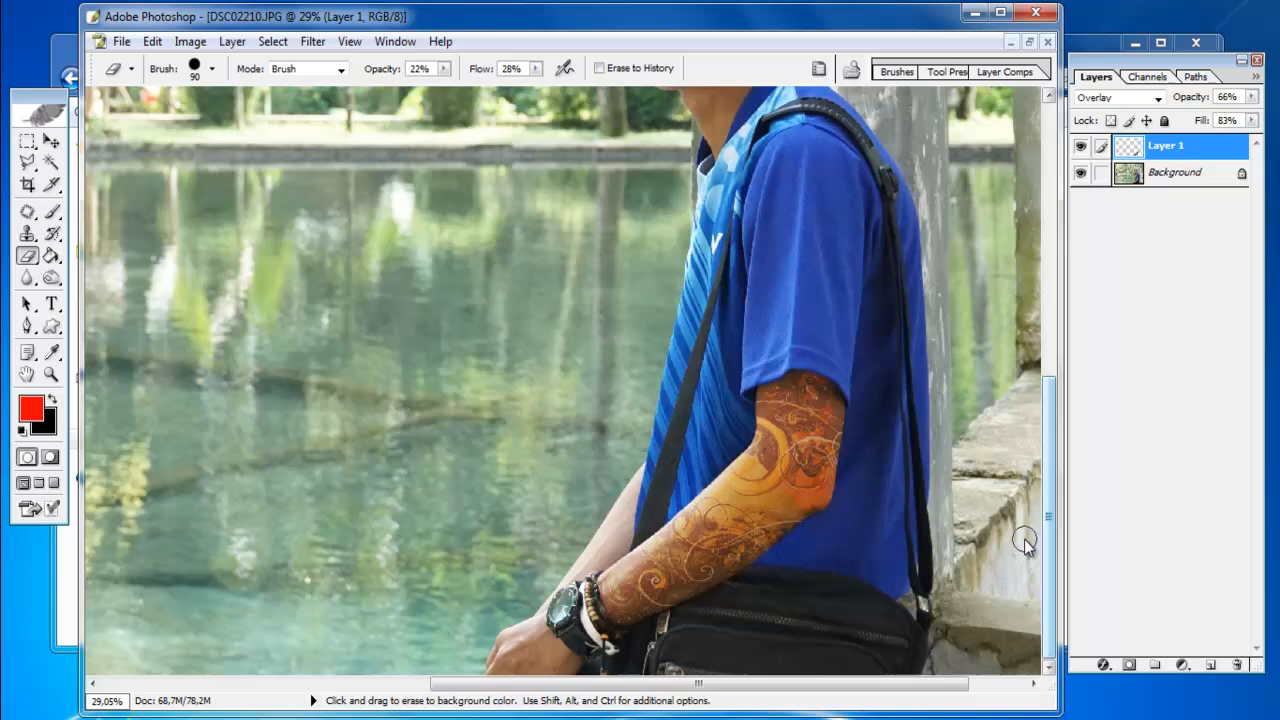 Adobe Photoshop - [DSC02210.JPG @ 29% (Layer 1, RGB/8)]
File Edit Image Layer Select Filter View Window Help
Brush: 90 Mode: Brush Opacity: 22% Flow: 28% Erase to History Brushes Tool Pres Layer Comps
Layers Channels Paths
Overlay Opacity: 66%
Lock: Fill: 83%
Layer 1
Background
T
29,05% Doc: 68,7M/78,2M Click and drag to erase to background color. Use Shift, Alt, and Ctrl for additional options.